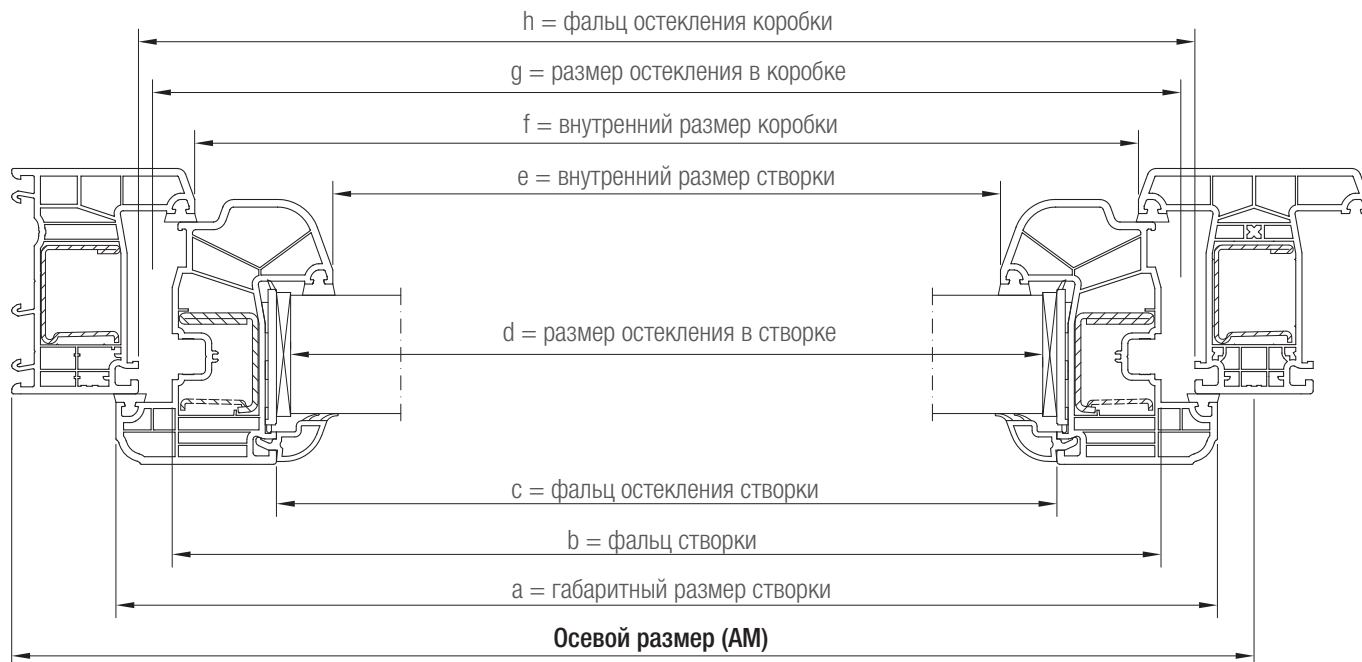 h = фальц остекления коробки
g = размер остекления в коробке
f = внутренний размер коробки
e = внутренний размер створки
d = размер остекления в створке
c = фальц остекления створки
b = фальц створки
a = габаритный размер створки
Осевой размер (АМ)